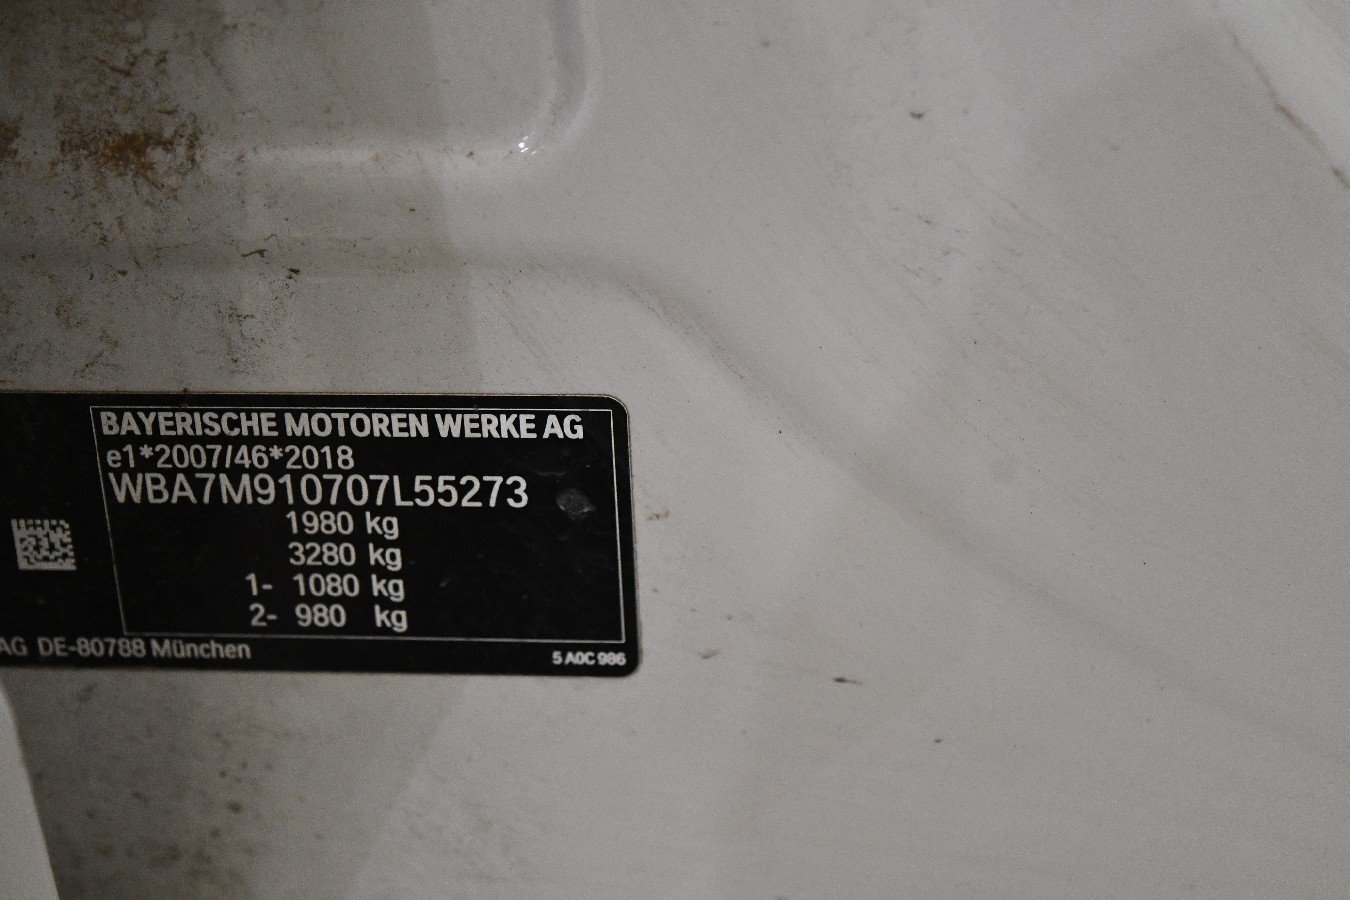 BAYERISCHE MOTOREN WERKE AG
e1*2007/46*2018
WBA7M910707L55273
1980 kg
3280 kg
1- 1080 kg
2- 980 kg
AG DE-80788 München
5 A0C 986